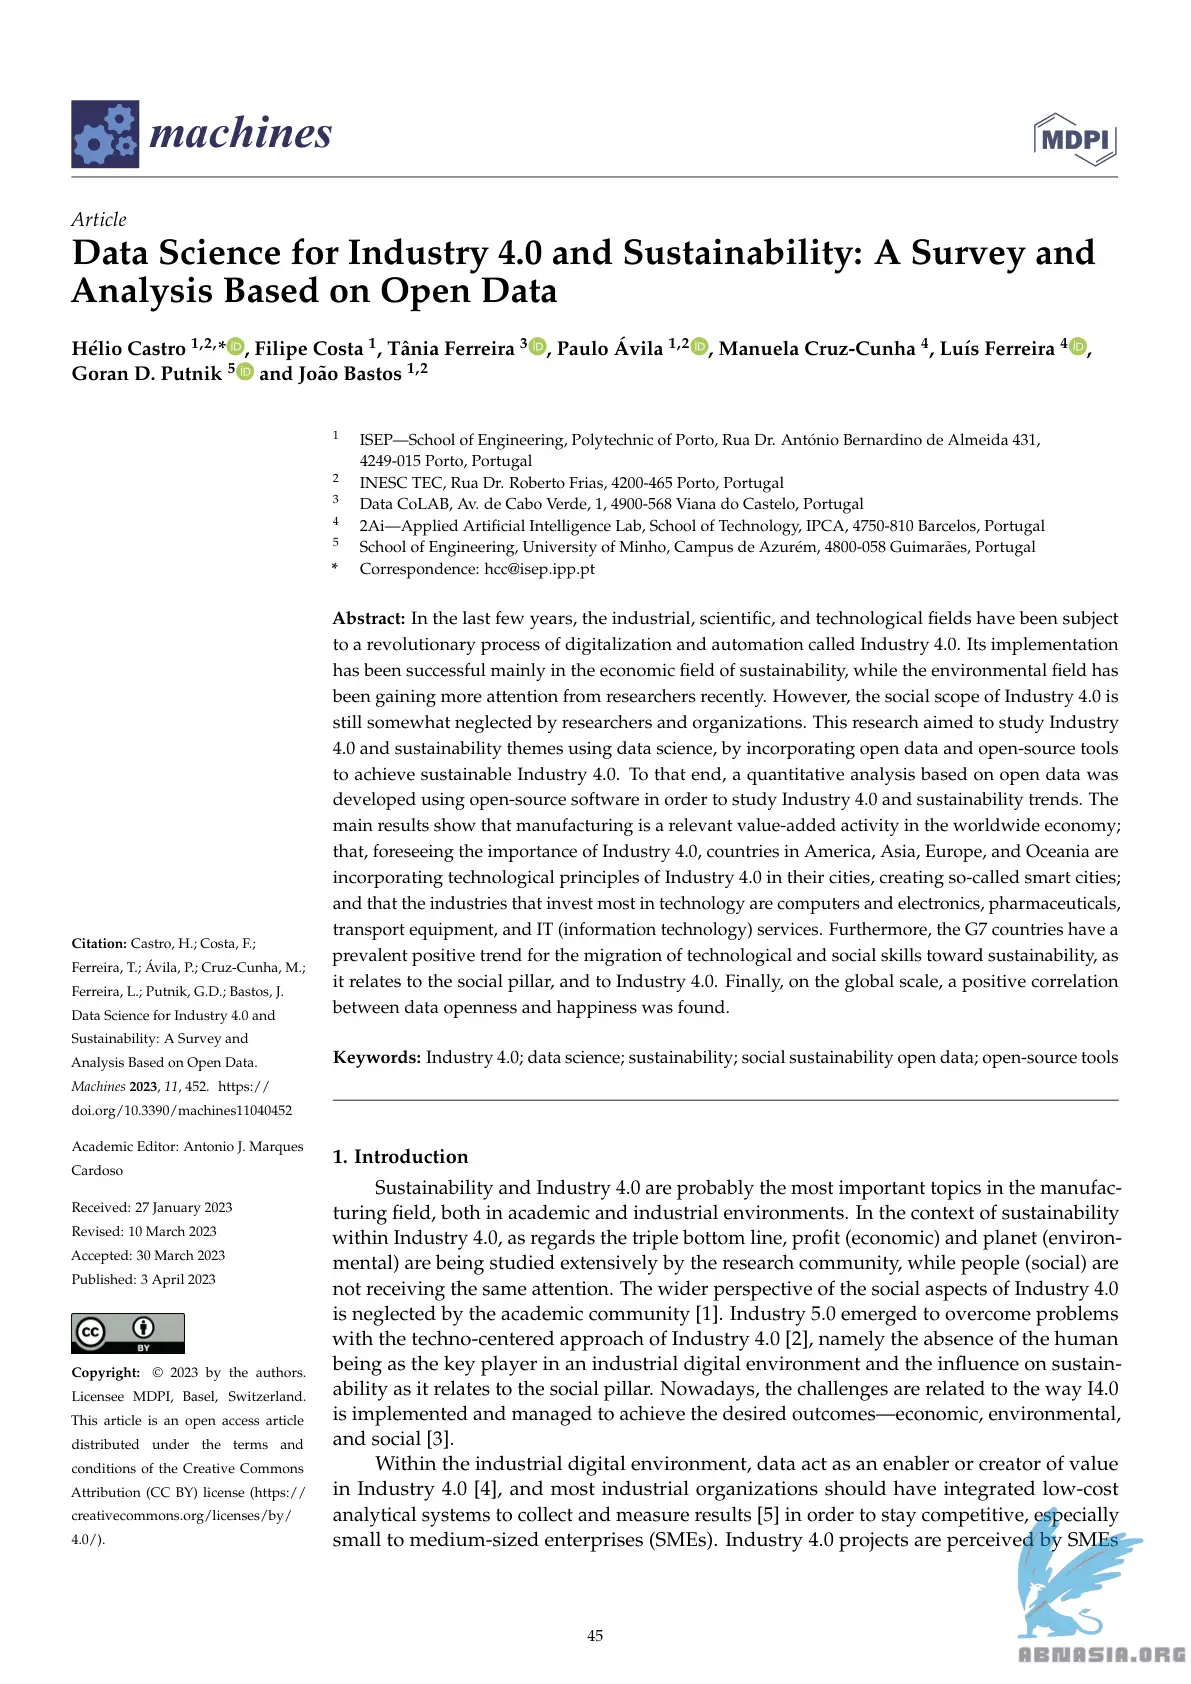 machines
MDPI
Article
Data Science for Industry 4.0 and Sustainability: A Survey and
Analysis Based on Open Data
Hélio Castro 1,2,* iD, Filipe Costa 1, Tânia Ferreira 3 iD, Paulo Ávila 1,2 iD, Manuela Cruz-Cunha 4, Luís Ferreira 4 iD,
Goran D. Putnik 5 iD and João Bastos 1,2
1 ISEP—School of Engineering, Polytechnic of Porto, Rua Dr. António Bernardino de Almeida 431,
4249-015 Porto, Portugal
2 INESC TEC, Rua Dr. Roberto Frias, 4200-465 Porto, Portugal
3 Data CoLAB, Av. de Cabo Verde, 1, 4900-568 Viana do Castelo, Portugal
4 2Ai—Applied Artificial Intelligence Lab, School of Technology, IPCA, 4750-810 Barcelos, Portugal
5 School of Engineering, University of Minho, Campus de Azurém, 4800-058 Guimarães, Portugal
* Correspondence: hcc@isep.ipp.pt
Abstract: In the last few years, the industrial, scientific, and technological fields have been subject
to a revolutionary process of digitalization and automation called Industry 4.0. Its implementation
has been successful mainly in the economic field of sustainability, while the environmental field has
been gaining more attention from researchers recently. However, the social scope of Industry 4.0 is
still somewhat neglected by researchers and organizations. This research aimed to study Industry
4.0 and sustainability themes using data science, by incorporating open data and open-source tools
to achieve sustainable Industry 4.0. To that end, a quantitative analysis based on open data was
developed using open-source software in order to study Industry 4.0 and sustainability trends. The
main results show that manufacturing is a relevant value-added activity in the worldwide economy;
that, foreseeing the importance of Industry 4.0, countries in America, Asia, Europe, and Oceania are
incorporating technological principles of Industry 4.0 in their cities, creating so-called smart cities;
and that the industries that invest most in technology are computers and electronics, pharmaceuticals,
transport equipment, and IT (information technology) services. Furthermore, the G7 countries have a
prevalent positive trend for the migration of technological and social skills toward sustainability, as
it relates to the social pillar, and to Industry 4.0. Finally, on the global scale, a positive correlation
between data openness and happiness was found.
Keywords: Industry 4.0; data science; sustainability; social sustainability open data; open-source tools
Citation: Castro, H.; Costa, F.;
Ferreira, T.; Ávila, P.; Cruz-Cunha, M.;
Ferreira, L.; Putnik, G.D.; Bastos, J.
Data Science for Industry 4.0 and
Sustainability: A Survey and
Analysis Based on Open Data.
Machines 2023, 11, 452. https://
doi.org/10.3390/machines11040452
Academic Editor: Antonio J. Marques
Cardoso
Received: 27 January 2023
Revised: 10 March 2023
Accepted: 30 March 2023
Published: 3 April 2023
cc BY
Copyright: © 2023 by the authors.
Licensee MDPI, Basel, Switzerland.
This article is an open access article
distributed under the terms and
conditions of the Creative Commons
Attribution (CC BY) license (https://
creativecommons.org/licenses/by/
4.0/).
1. Introduction
Sustainability and Industry 4.0 are probably the most important topics in the manufac-
turing field, both in academic and industrial environments. In the context of sustainability
within Industry 4.0, as regards the triple bottom line, profit (economic) and planet (environ-
mental) are being studied extensively by the research community, while people (social) are
not receiving the same attention. The wider perspective of the social aspects of Industry 4.0
is neglected by the academic community [1]. Industry 5.0 emerged to overcome problems
with the techno-centered approach of Industry 4.0 [2], namely the absence of the human
being as the key player in an industrial digital environment and the influence on sustain-
ability as it relates to the social pillar. Nowadays, the challenges are related to the way I4.0
is implemented and managed to achieve the desired outcomes—economic, environmental,
and social [3].
Within the industrial digital environment, data act as an enabler or creator of value
in Industry 4.0 [4], and most industrial organizations should have integrated low-cost
analytical systems to collect and measure results [5] in order to stay competitive, especially
small to medium-sized enterprises (SMEs). Industry 4.0 projects are perceived by SMEs
45
ABNASIA.ORG